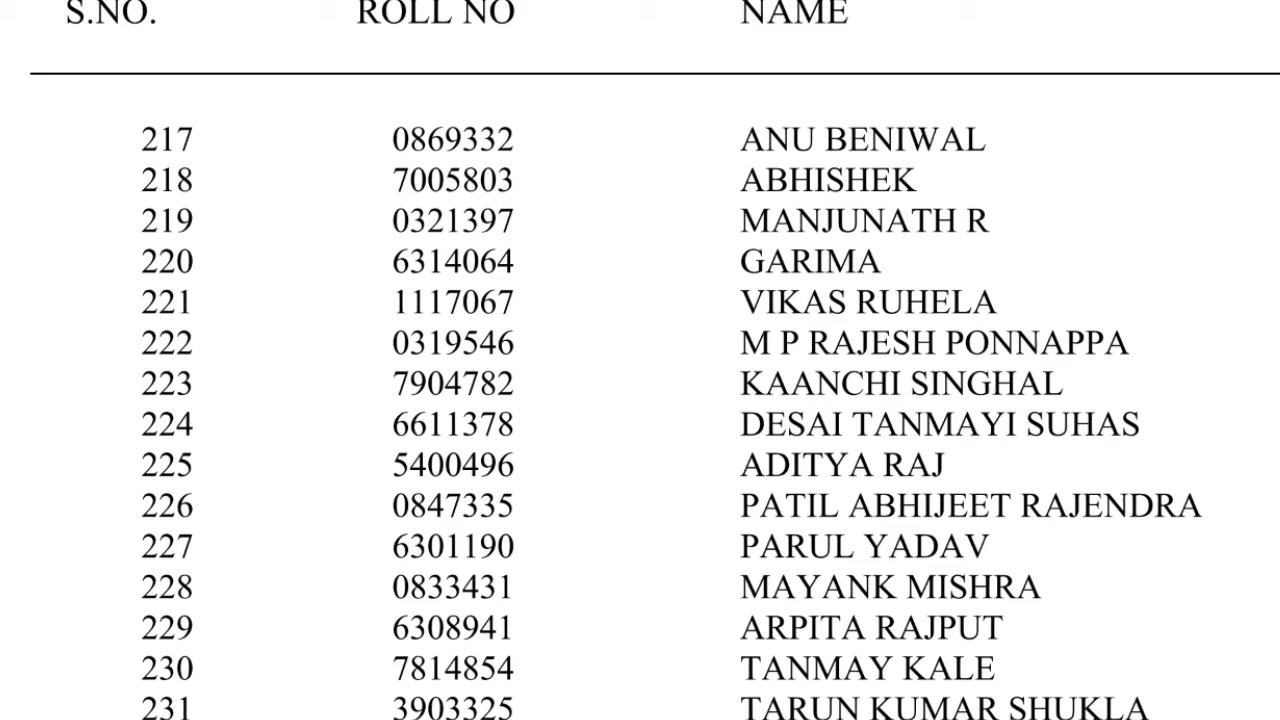 S.NO. ROLL NO NAME
217 0869332 ANU BENIWAL
218 7005803 ABHISHEK
219 0321397 MANJUNATH R
220 6314064 GARIMA
221 1117067 VIKAS RUHELA
222 0319546 M P RAJESH PONNAPPA
223 7904782 KAANCHI SINGHAL
224 6611378 DESAI TANMAYI SUHAS
225 5400496 ADITYA RAJ
226 0847335 PATIL ABHIJEET RAJENDRA
227 6301190 PARUL YADAV
228 0833431 MAYANK MISHRA
229 6308941 ARPITA RAJPUT
230 7814854 TANMAY KALE
231 3903325 TARUN KUMAR SHUKLA